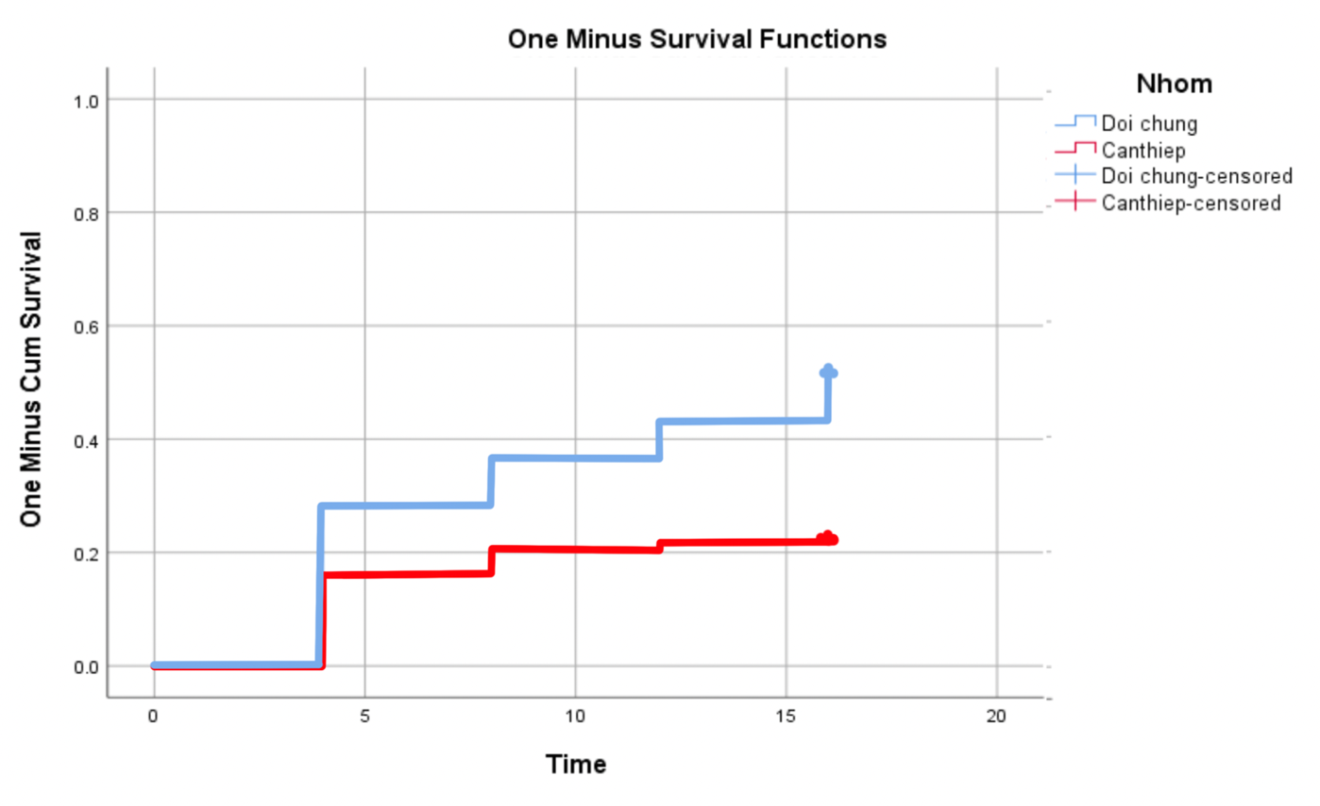 One Minus Survival Functions
Nhom
Doi chung
Canthiep
Doi chung-censored
Canthiep-censored
One Minus Cum Survival
1.0
0.8
0.6
0.4
0.2
0.0
0 5 10 15 20
Time